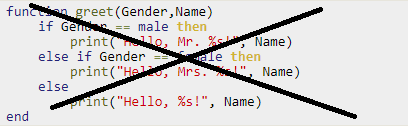 function greet(Gender,Name)
if Gender == male then
print("Hello, Mr. %s!", Name)
else if Gender == female then
print("Hello, Mrs. %s!", Name)
else
print("Hello, %s!", Name)
end